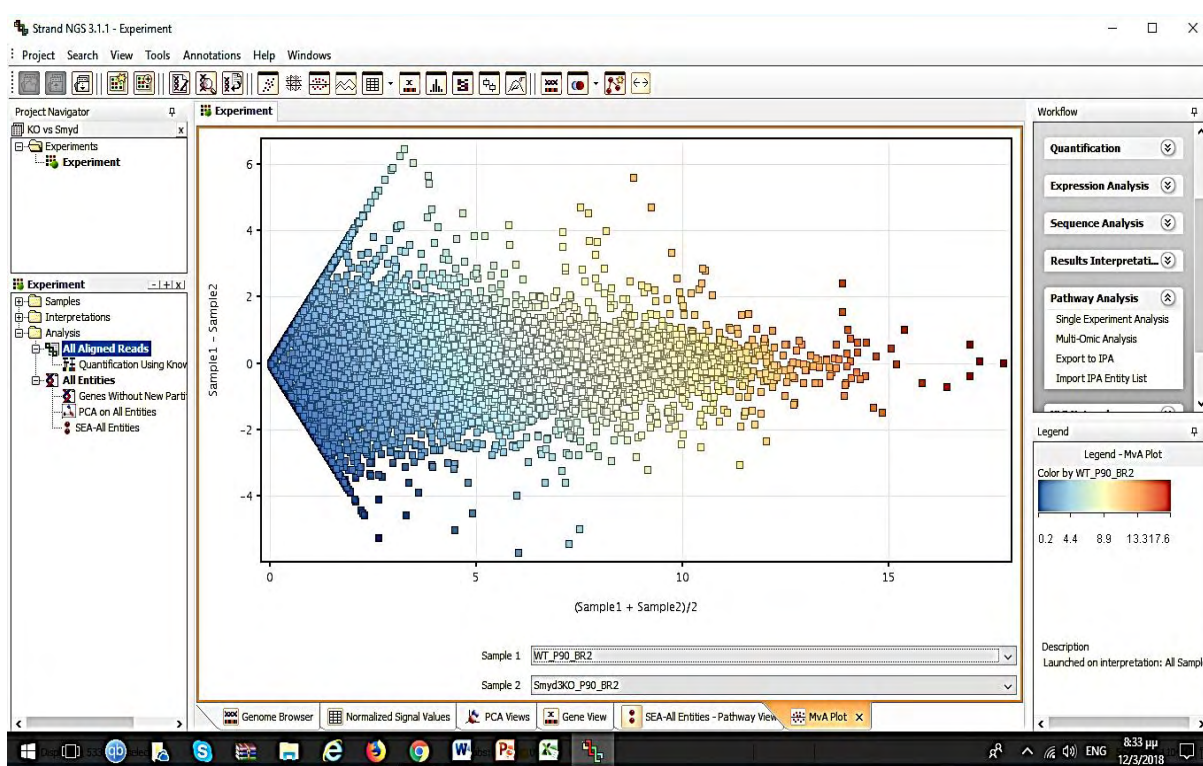 Strand NGS 3.1.1 - Experiment
Project Search View Tools Annotations Help Windows
Project Navigator
KO vs Smyd
Experiments
Experiment
Experiment
Samples
Interpretations
Analysis
All Aligned Reads
Quantification Using Know
All Entities
Genes Without New Parti
PCA on All Entities
SEA-All Entities
Experiment
6
4
2
0
-2
-4
Sample1 - Sample2
0 5 10 15
(Sample1 + Sample2)/2
Sample 1 WT_P90_BR2
Sample 2 Smyd3KO_P90_BR2
Genome Browser Normalized Signal Values PCA Views Gene View SEA-All Entities - Pathway View MvA Plot
Workflow
Quantification
Expression Analysis
Sequence Analysis
Results Interpretati...
Pathway Analysis
Single Experiment Analysis
Multi-Omic Analysis
Export to IPA
Import IPA Entity List
Legend
Legend - MvA Plot
Color by WT_P90_BR2
0.2 4.4 8.9 13.317.6
Description
Launched on interpretation: All Sampl
ENG 8:33 μμ
12/3/2018